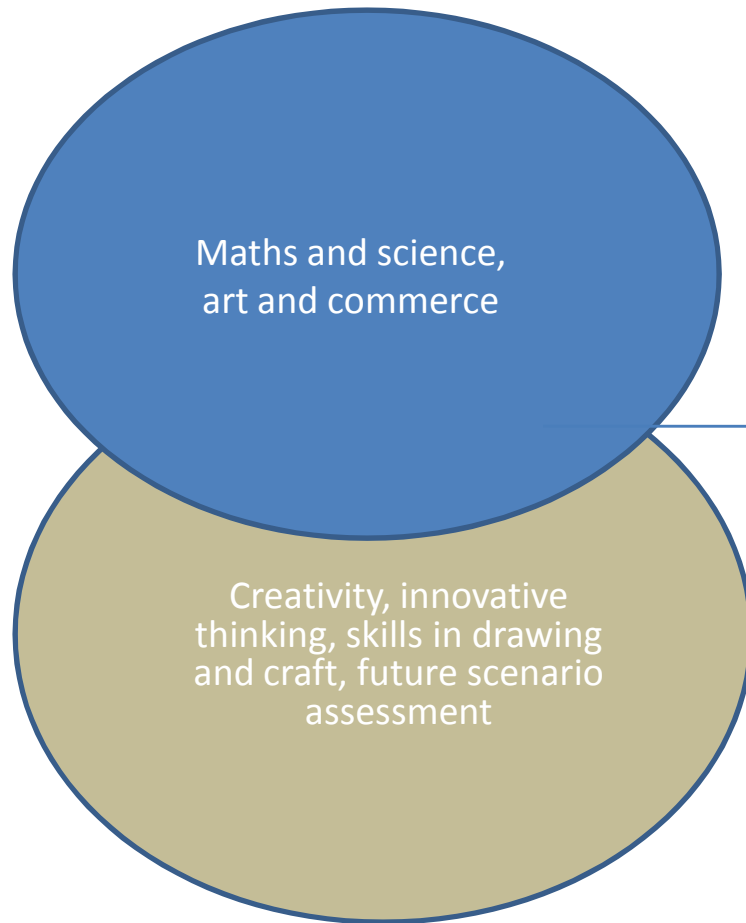 Maths and science,
art and commerce
Creativity, innovative
thinking, skills in drawing
and craft, future scenario
assessment